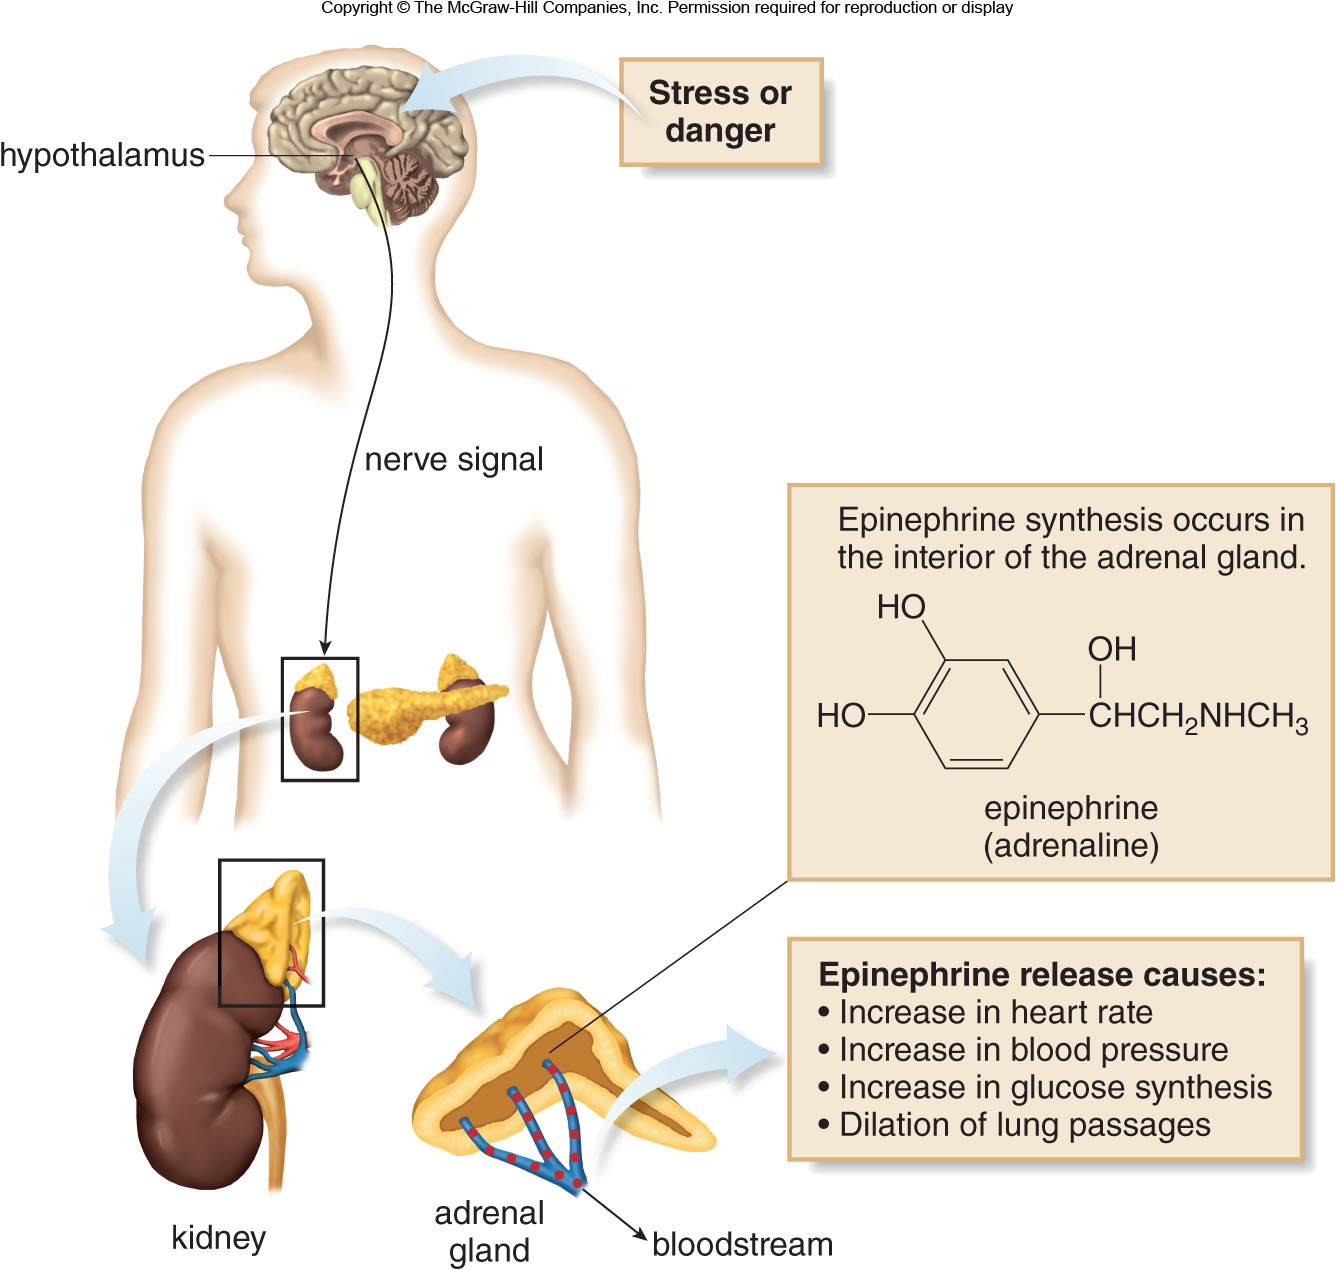 Copyright © The McGraw-Hill Companies, Inc. Permission required for reproduction or display
Stress or
danger
hypothalamus
nerve signal
Epinephrine synthesis occurs in
the interior of the adrenal gland.
HO
OH
HO
CHCH₂NHCH₃
epinephrine
(adrenaline)
Epinephrine release causes:
• Increase in heart rate
• Increase in blood pressure
• Increase in glucose synthesis
• Dilation of lung passages
kidney
adrenal
gland
bloodstream